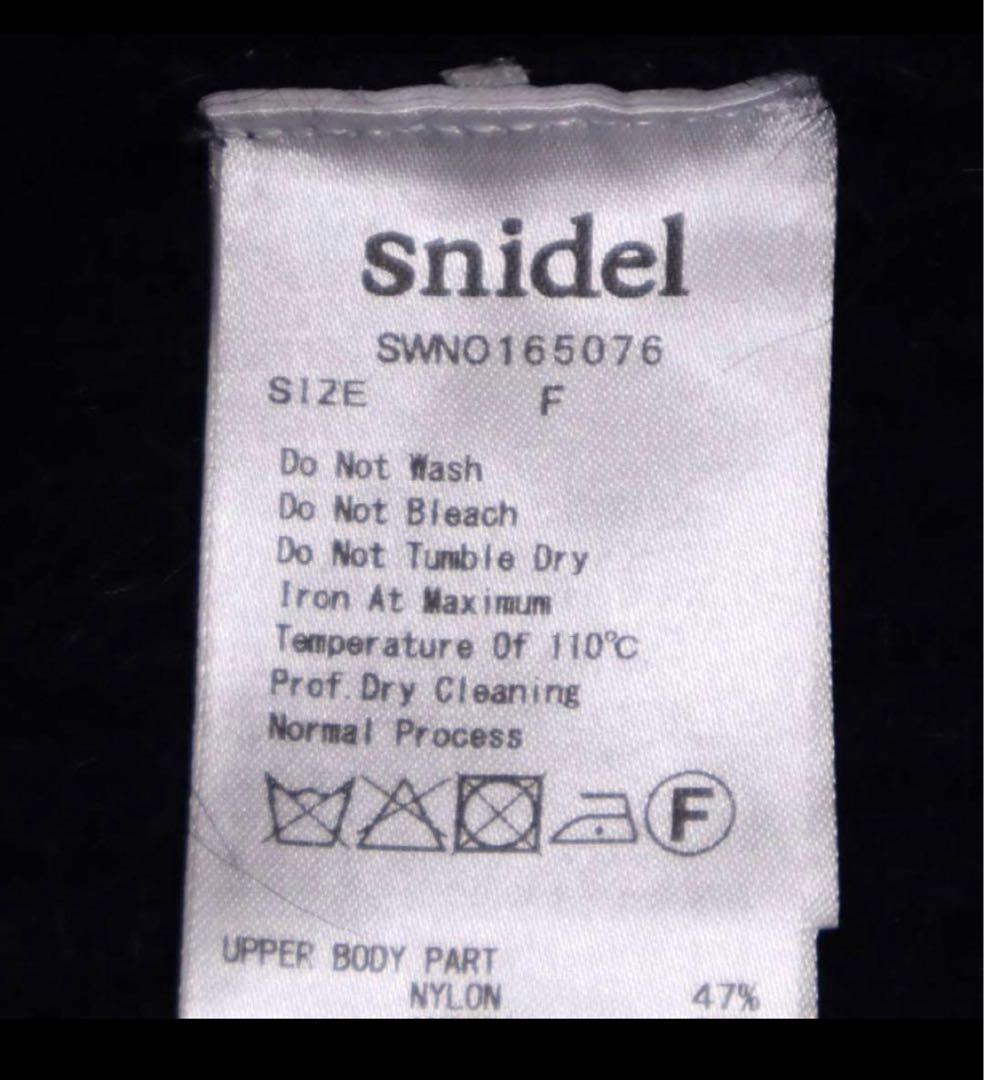 snidel
SWNO165076
SIZE F
Do Not Wash
Do Not Bleach
Do Not Tumble Dry
Iron At Maximum
Temperature Of 110℃
Prof.Dry Cleaning
Normal Process
F
UPPER BODY PART
NYLON 47%